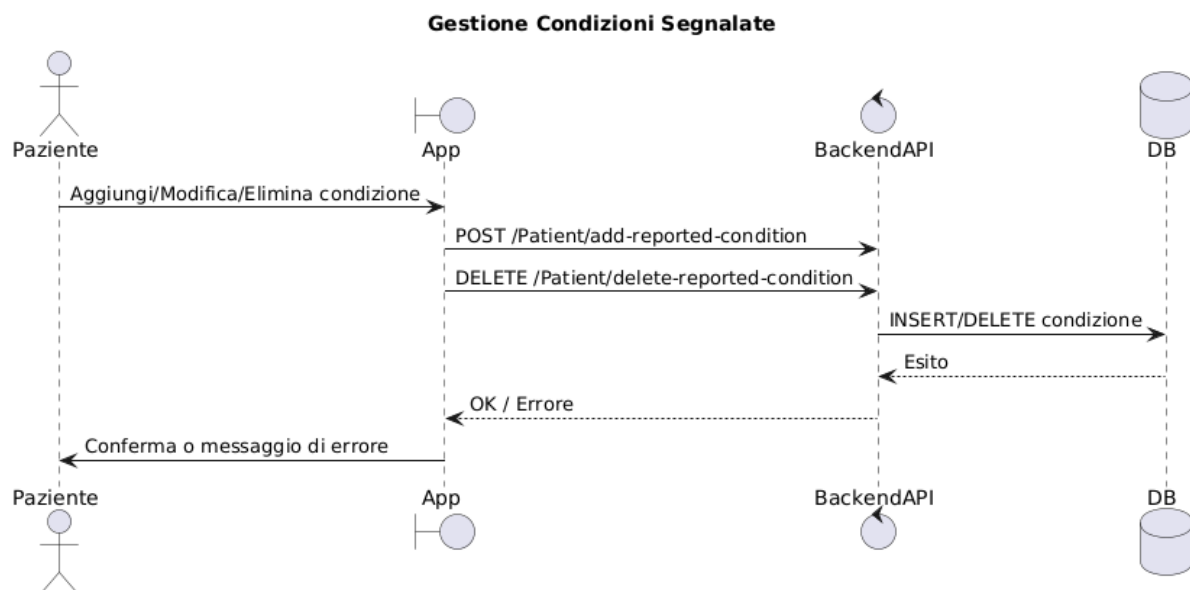 Gestione Condizioni Segnalate
Paziente App BackendAPI DB
Aggiungi/Modifica/Elimina condizione
POST /Patient/add-reported-condition
DELETE /Patient/delete-reported-condition
INSERT/DELETE condizione
Esito
OK / Errore
Conferma o messaggio di errore
Paziente App BackendAPI DB